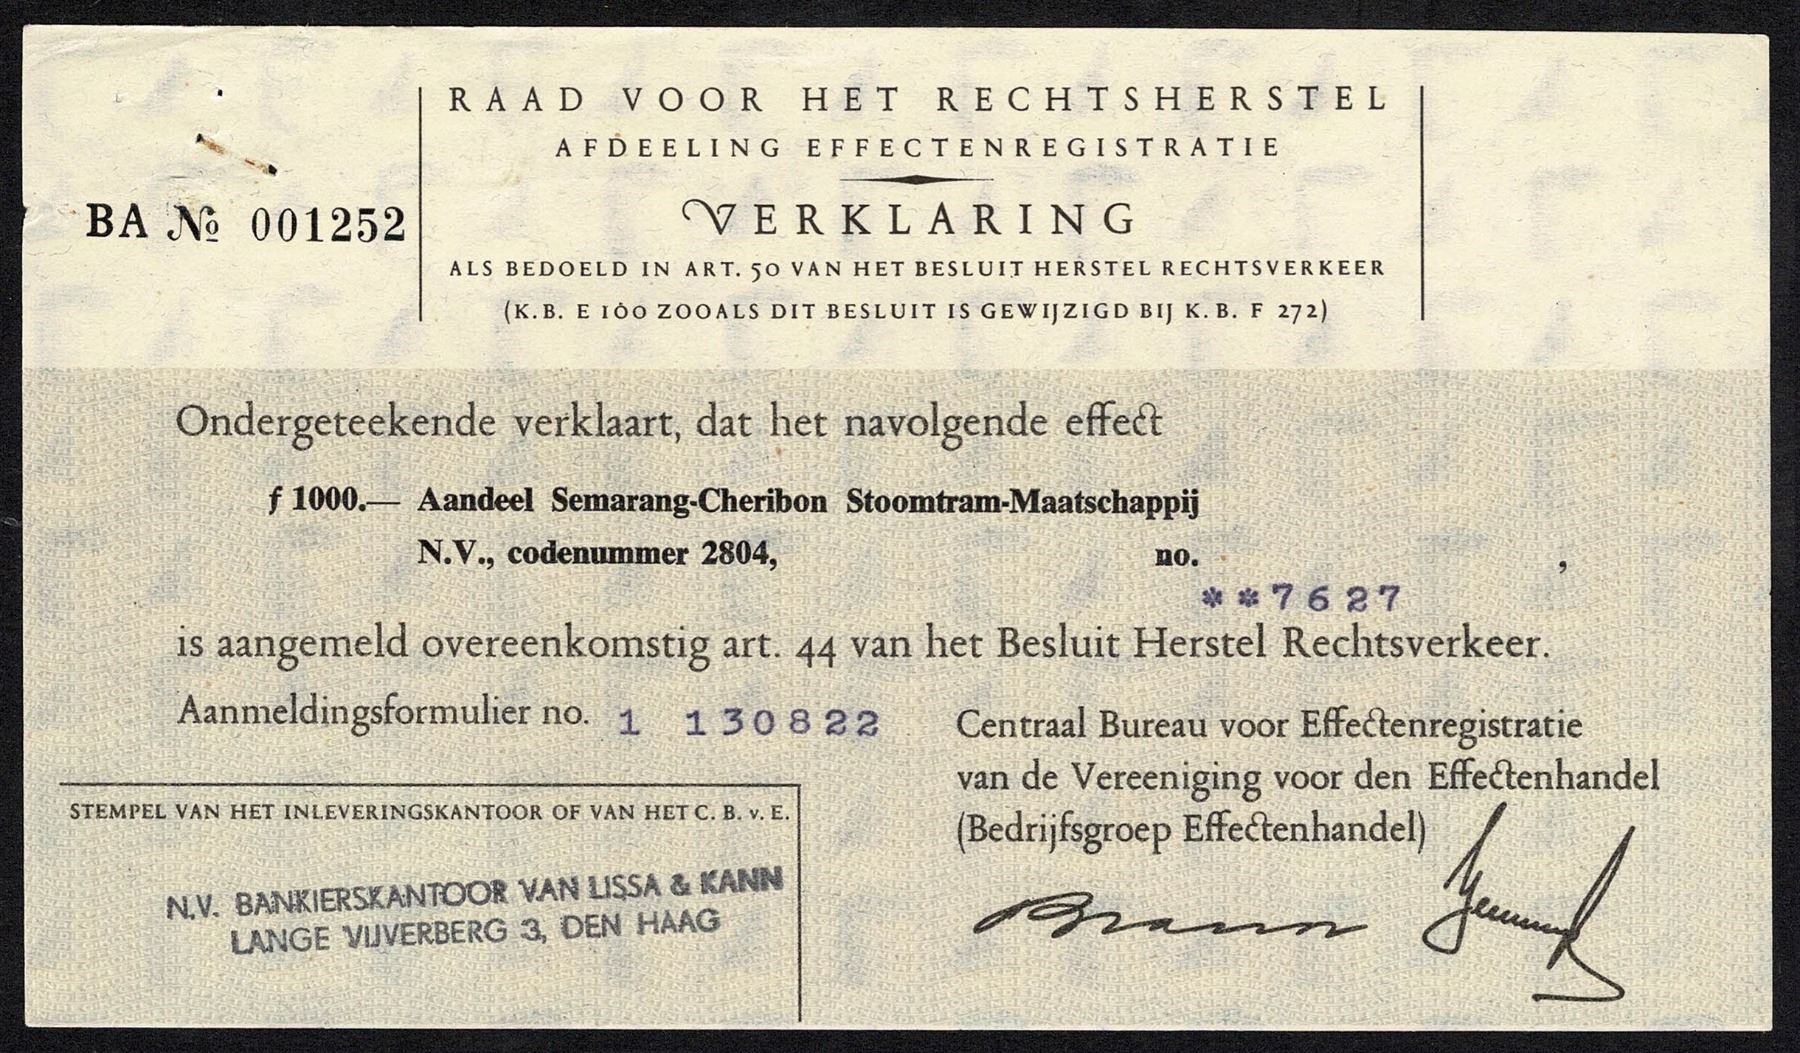 RAAD VOOR HET RECHTSHERSTEL
AFDEELING EFFECTENREGISTRATIE
BA № 001252
VERKLARING
ALS BEDOELD IN ART. 50 VAN HET BESLUIT HERSTEL RECHTSVERKEER
(K.B. E 100 ZOOALS DIT BESLUIT IS GEWIJZIGD BIJ K.B. F 272)
Ondergeteekende verklaart, dat het navolgende effect
ƒ 1000.— Aandeel Semarang-Cheribon Stoomtram-Maatschappij
N.V., codenummer 2804, no. ,
**7627
is aangemeld overeenkomstig art. 44 van het Besluit Herstel Rechtsverkeer.
Aanmeldingsformulier no. 1 130822
Centraal Bureau voor Effectenregistratie
van de Vereeniging voor den Effectenhandel
(Bedrijfsgroep Effectenhandel)
STEMPEL VAN HET INLEVERINGSKANTOOR OF VAN HET C. B. v. E.
N.V. BANKIERSKANTOOR VAN LISSA & KANN
LANGE VIJVERBERG 3, DEN HAAG